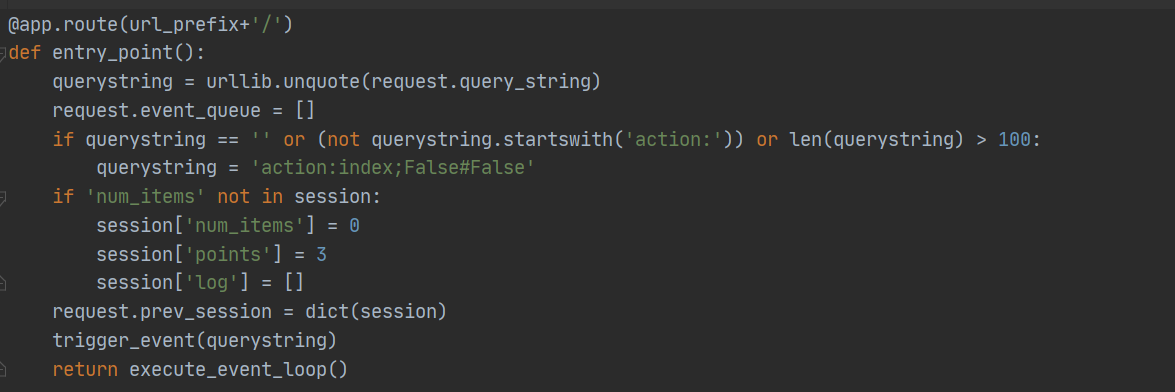 @app.route(url_prefix+'/')
def entry_point():
    querystring = urllib.unquote(request.query_string)
    request.event_queue = []
    if querystring == '' or (not querystring.startswith('action:')) or len(querystring) > 100:
        querystring = 'action:index;False#False'
    if 'num_items' not in session:
        session['num_items'] = 0
        session['points'] = 3
        session['log'] = []
    request.prev_session = dict(session)
    trigger_event(querystring)
    return execute_event_loop()